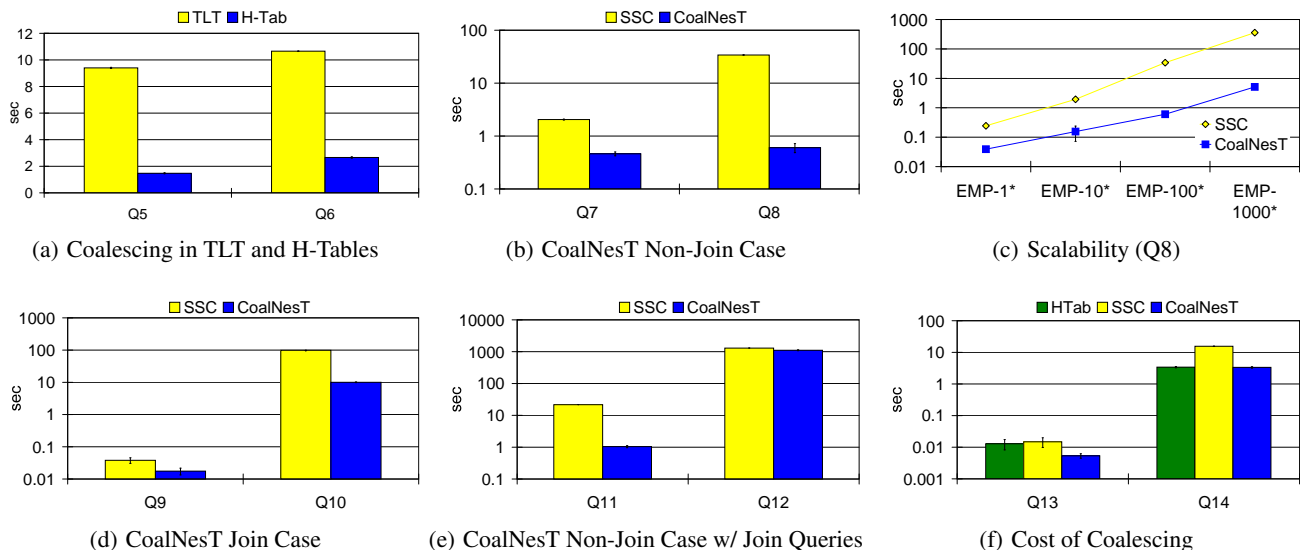 TLT H-Tab
12
10
8
6
4
2
0
sec
Q5 Q6
(a) Coalescing in TLT and H-Tables
SSC CoalNesT
100
10
1
0.1
sec
Q7 Q8
(b) CoalNesT Non-Join Case
1000
100
10
1
0.1
0.01
sec
SSC
CoalNesT
EMP-1* EMP-10* EMP-100* EMP-
1000*
(c) Scalability (Q8)
SSC CoalNesT
1000
100
10
1
0.1
0.01
sec
Q9 Q10
(d) CoalNesT Join Case
SSC CoalNesT
10000
1000
100
10
1
0.1
sec
Q11 Q12
(e) CoalNesT Non-Join Case w/ Join Queries
HTab SSC CoalNesT
100
10
1
0.1
0.01
0.001
sec
Q13 Q14
(f) Cost of Coalescing